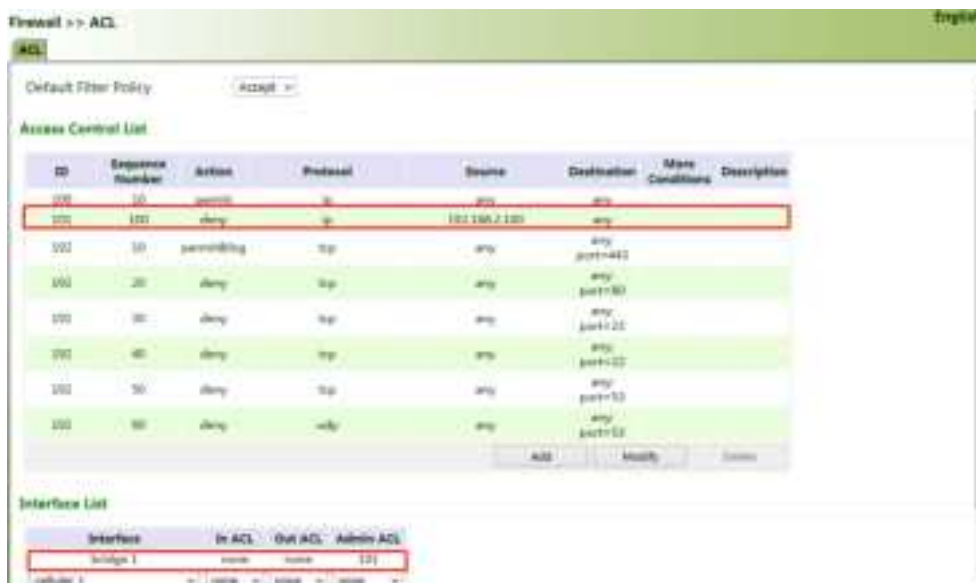 Firewall >> ACL
English
ACL
Default Filter Policy Accept
Access Control List
ID Sequence Number Action Protocol Source Destination More Conditions Description
100 10 permit ip any any
101 100 deny ip 192.168.2.100 any
102 10 permit&log tcp any any port=443
102 20 deny tcp any any port=80
102 30 deny tcp any any port=23
102 40 deny tcp any any port=22
102 50 deny tcp any any port=53
102 60 deny udp any any port=53
Add Modify Delete
Interface List
Interface In ACL Out ACL Admin ACL
bridge 1 none none 101
cellular 1 none none none